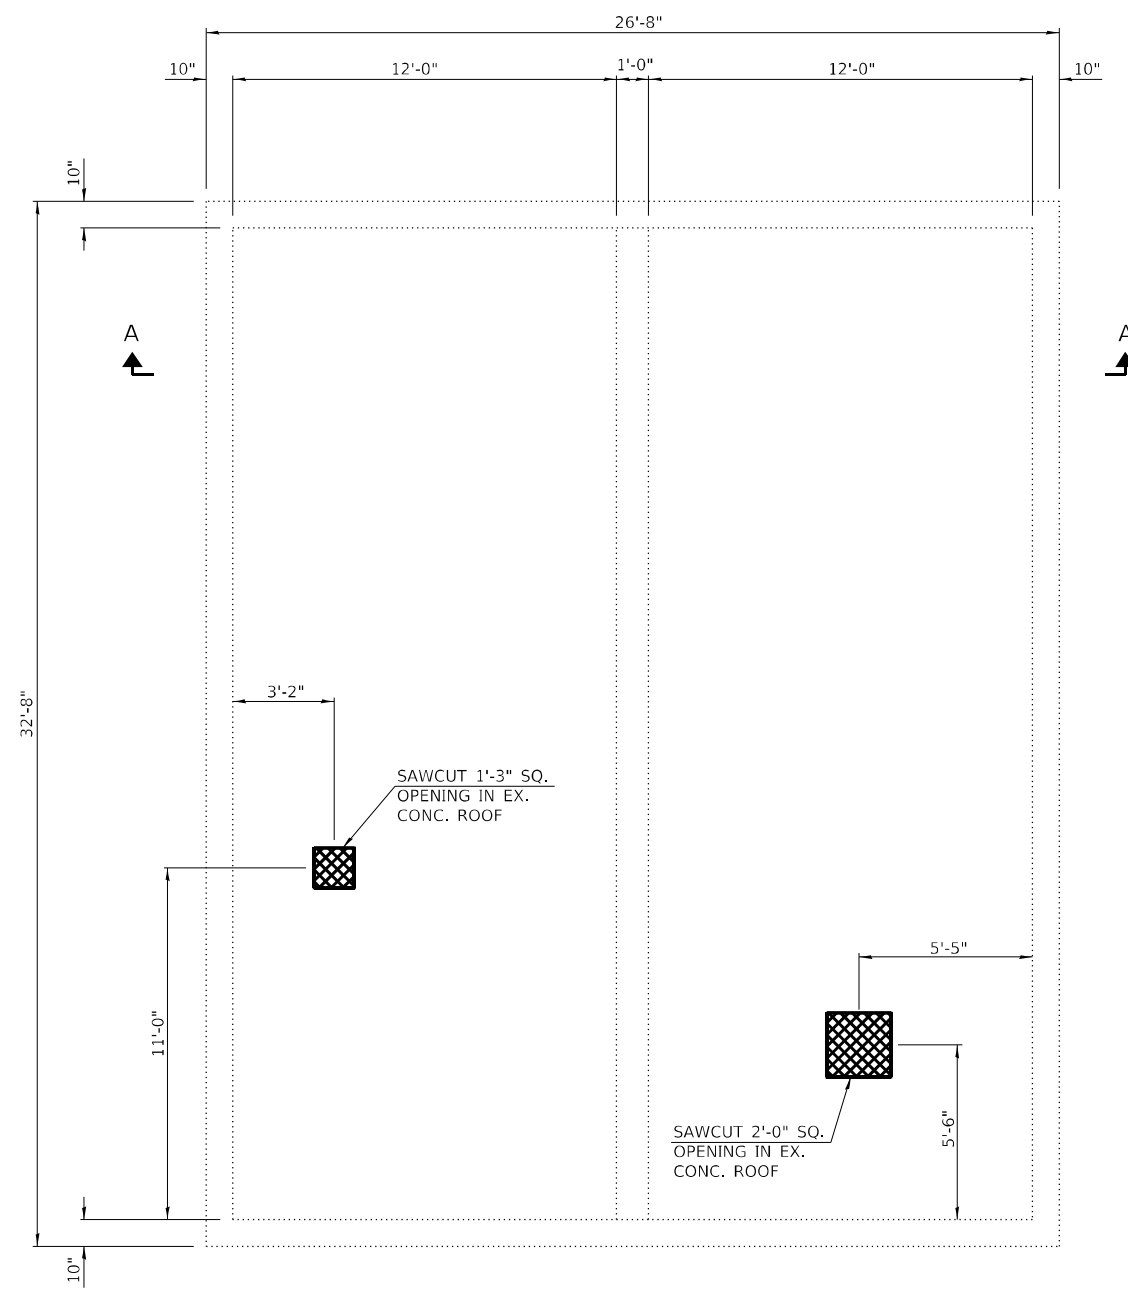 26'-8"
10"
12'-0"
1'-0"
12'-0"
10"
10"
A
A
32'-8"
3'-2"
SAWCUT 1'-3" SQ.
OPENING IN EX.
CONC. ROOF
11'-0"
5'-5"
5'-6"
SAWCUT 2'-0" SQ.
OPENING IN EX.
CONC. ROOF
10"